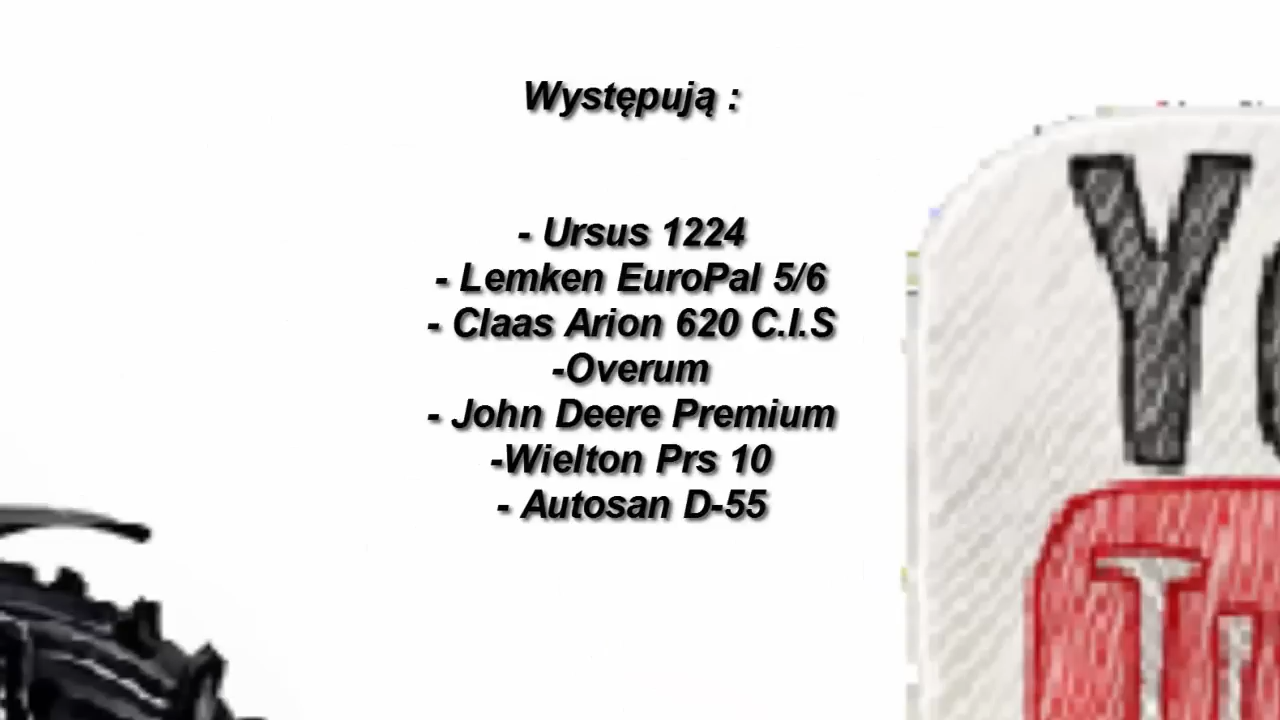 Występują :
- Ursus 1224
- Lemken EuroPal 5/6
- Claas Arion 620 C.I.S
-Overum
- John Deere Premium
-Wielton Prs 10
- Autosan D-55